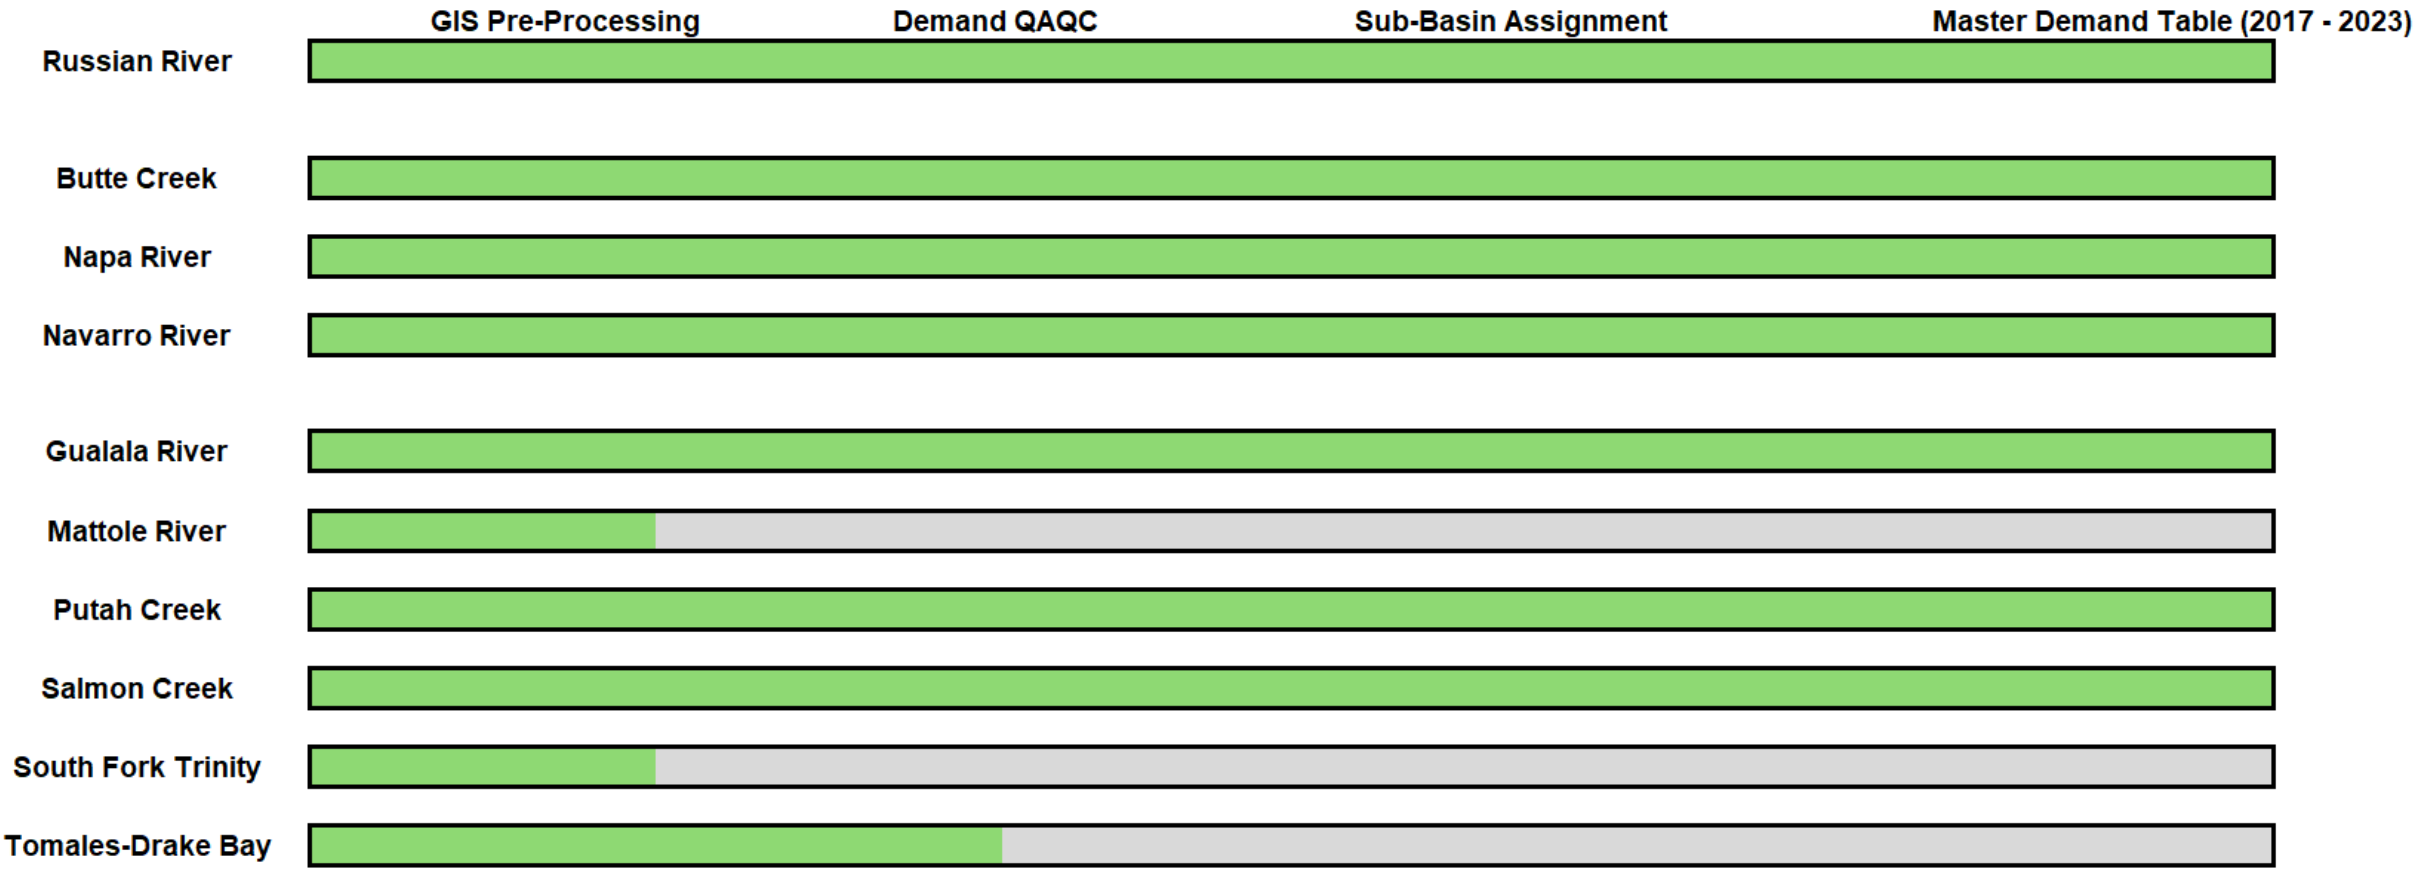 GIS Pre-Processing Demand QAQC Sub-Basin Assignment Master Demand Table (2017 - 2023)
Russian River
Butte Creek
Napa River
Navarro River
Gualala River
Mattole River
Putah Creek
Salmon Creek
South Fork Trinity
Tomales-Drake Bay